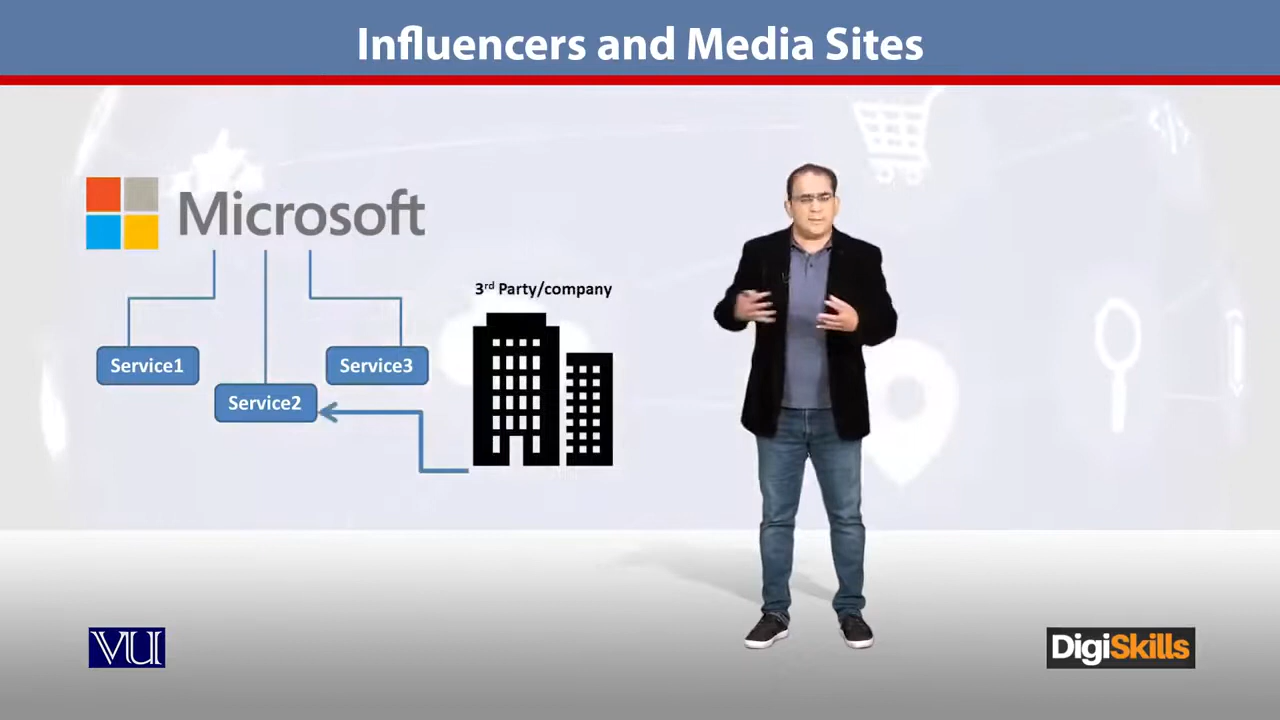 Influencers and Media Sites
Microsoft
3rd Party/company
Service1
Service3
Service2
VU
DigiSkills